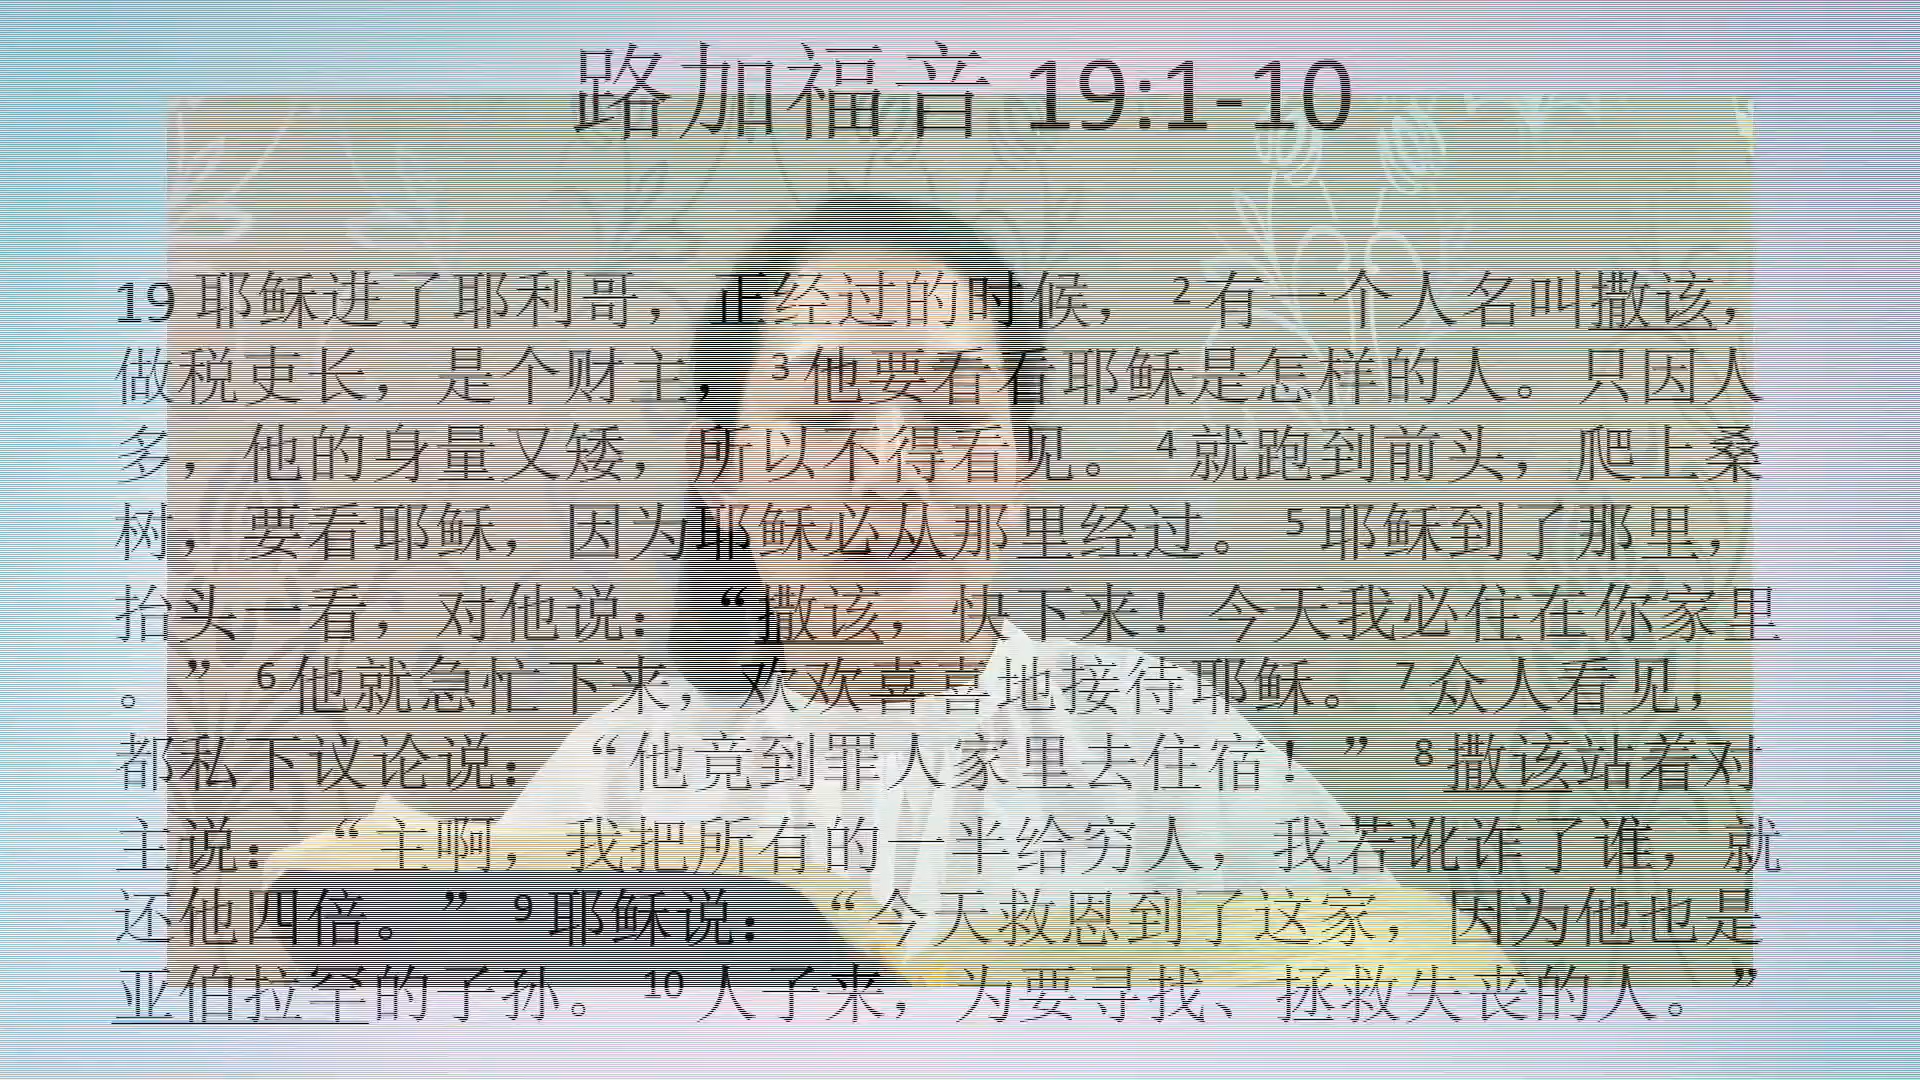 路加福音 19:1-10
19 耶稣进了耶利哥，正经过的时候， 2 有一个人名叫撒该，
做税吏长，是个财主， 3 他要看看耶稣是怎样的人。只因人
多，他的身量又矮，所以不得看见。 4 就跑到前头，爬上桑
树，要看耶稣，因为耶稣必从那里经过。 5 耶稣到了那里，
抬头一看，对他说：“撒该，快下来！今天我必住在你家里
。” 6 他就急忙下来，欢欢喜喜地接待耶稣。 7 众人看见，
都私下议论说：“他竟到罪人家里去住宿！” 8 撒该站着对
主说：“主啊，我把所有的一半给穷人，我若讹诈了谁，就
还他四倍。” 9 耶稣说：“今天救恩到了这家，因为他也是
亚伯拉罕的子孙。 10 人子来，为要寻找、拯救失丧的人。”